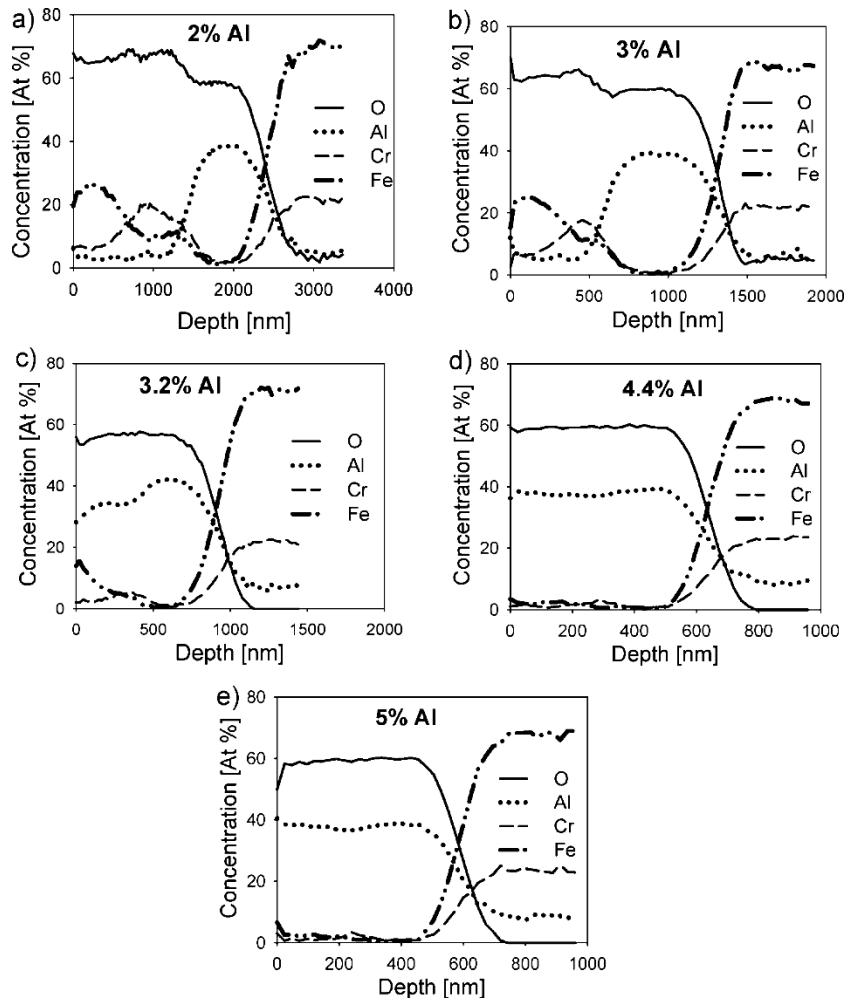 a)
2% Al
Concentration [At %]
80
60
40
20
0
O
Al
Cr
Fe
0 1000 2000 3000 4000
Depth [nm]
b)
3% Al
Concentration [At %]
80
60
40
20
0
O
Al
Cr
Fe
0 500 1000 1500 2000
Depth [nm]
c)
3.2% Al
Concentration [At %]
80
60
40
20
0
O
Al
Cr
Fe
0 500 1000 1500 2000
Depth [nm]
d)
4.4% Al
Concentration [At %]
80
60
40
20
0
O
Al
Cr
Fe
0 200 400 600 800 1000
Depth [nm]
e)
5% Al
Concentration [At %]
80
60
40
20
0
O
Al
Cr
Fe
0 200 400 600 800 1000
Depth [nm]